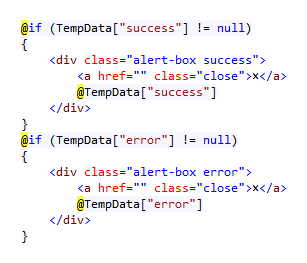 @if (TempData["success"] != null)
{
    <div class="alert-box success">
        <a href="" class="close">x</a>
        @TempData["success"]
    </div>
}
@if (TempData["error"] != null)
{
    <div class="alert-box error">
        <a href="" class="close">x</a>
        @TempData["error"]
    </div>
}